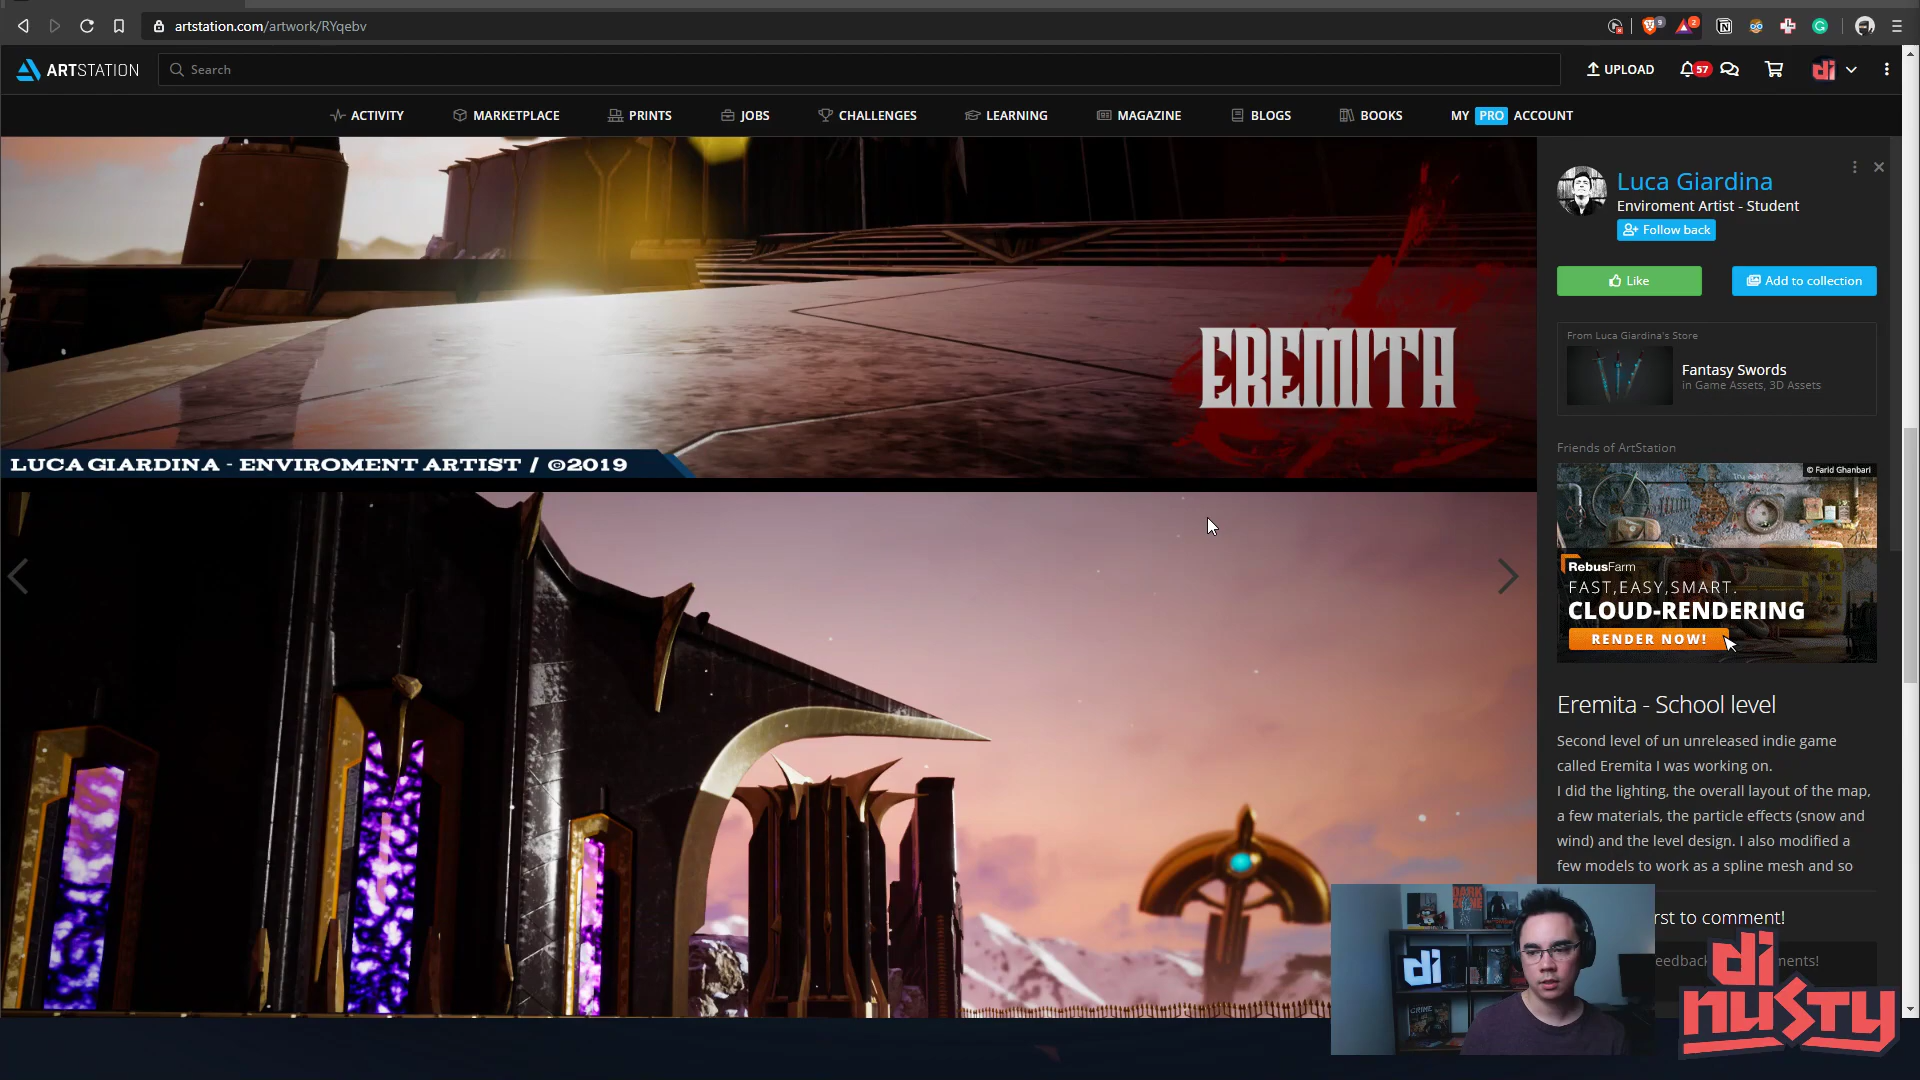 artstation.com/artwork/RYqebv
9
2
ARTSTATION
Search
UPLOAD
57
di
ACTIVITY
MARKETPLACE
PRINTS
JOBS
CHALLENGES
LEARNING
MAGAZINE
BLOGS
BOOKS
MY PRO ACCOUNT
EREMITA
LUCA GIARDINA - ENVIROMENT ARTIST / ©2019
Luca Giardina
Enviroment Artist - Student
Follow back
Like
Add to collection
From Luca Giardina's Store
Fantasy Swords
in Game Assets, 3D Assets
Friends of ArtStation
© Farid Ghanbari
RebusFarm
FAST,EASY,SMART.
CLOUD-RENDERING
RENDER NOW!
Eremita - School level
Second level of un unreleased indie game
called Eremita I was working on.
I did the lighting, the overall layout of the map,
a few materials, the particle effects (snow and
wind) and the level design. I also modified a
few models to work as a spline mesh and so
rst to comment!
eedback
ments!
DARK
di
CRIME
di
nusty